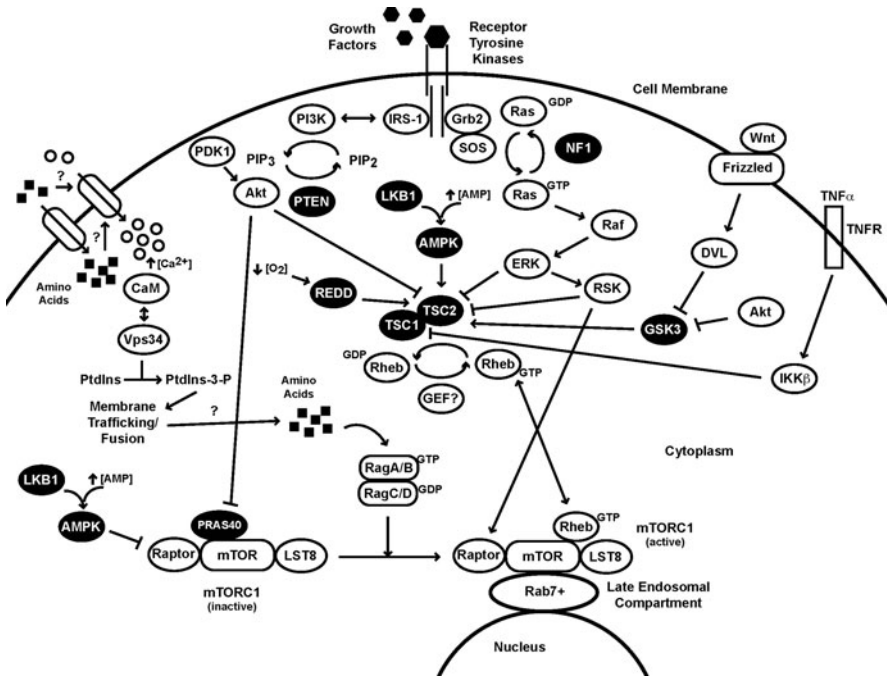 Growth
Factors
Receptor
Tyrosine
Kinases
Cell Membrane
PI3K
IRS-1
Grb2
SOS
Ras
GDP
NF1
Ras
GTP
Wnt
Frizzled
PDK1
PIP3
PIP2
Akt
PTEN
LKB1
↑[AMP]
AMPK
Raf
ERK
RSK
TNFα
TNFR
DVL
GSK3
Akt
IKKβ
?
?
Amino
Acids
↑[Ca2+]
CaM
Vps34
PtdIns
PtdIns-3-P
Membrane
Trafficking/
Fusion
?
↓[O2]
REDD
TSC2
TSC1
GDP
Rheb
Rheb
GTP
GEF?
Amino
Acids
RagA/B
GTP
RagC/D
GDP
Cytoplasm
LKB1
↑[AMP]
AMPK
PRAS40
Raptor
mTOR
LST8
mTORC1
(inactive)
Rheb
GTP
mTORC1
(active)
Raptor
mTOR
LST8
Rab7+
Late Endosomal
Compartment
Nucleus